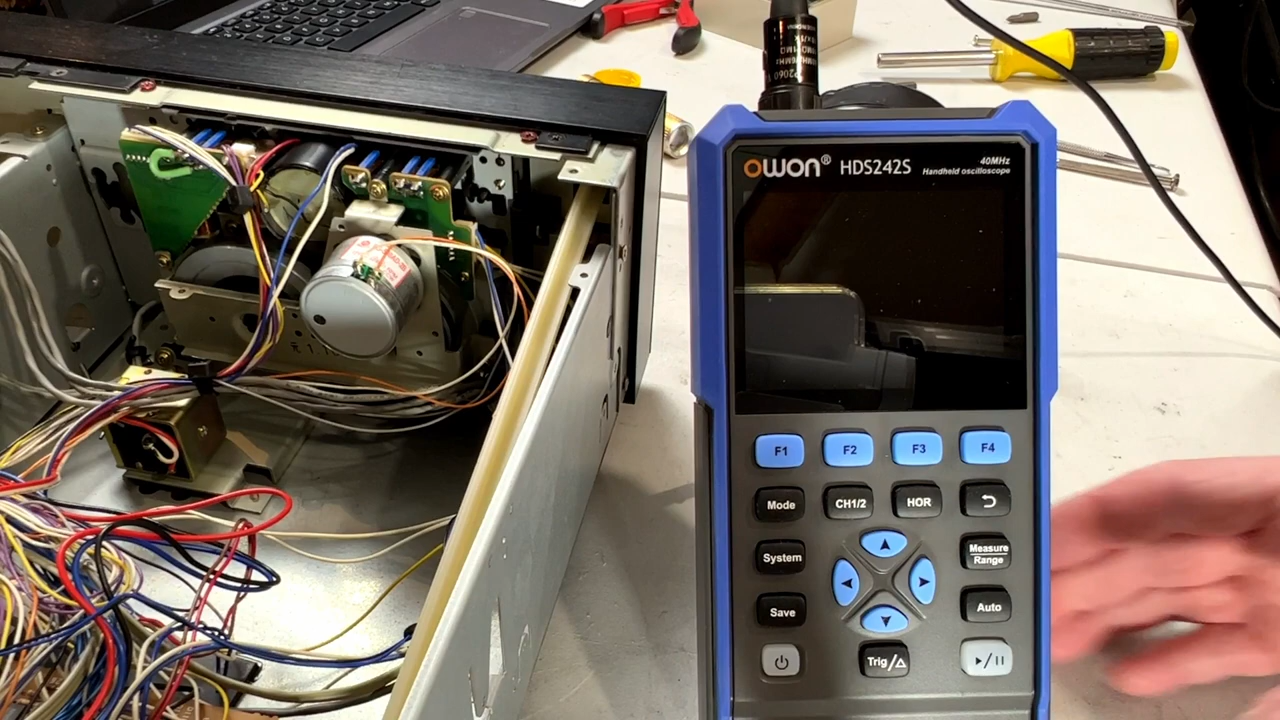 owon® HDS242S
40MHz
Handheld oscilloscope
F1 F2 F3 F4
Mode CH1/2 HOR
System
Measure
Range
Save
Auto
Trig/△